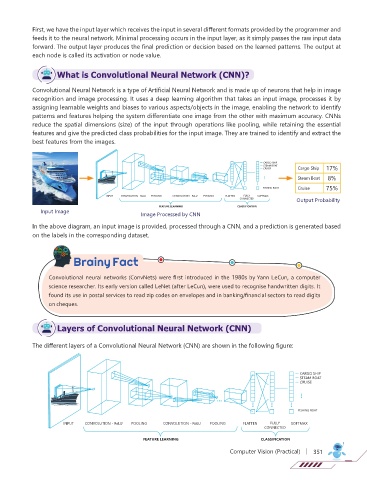 First, we have the input layer which receives the input in several different formats provided by the programmer and
feeds it to the neural network. Minimal processing occurs in the input layer, as it simply passes the raw input data
forward. The output layer produces the final prediction or decision based on the learned patterns. The output at
each node is called its activation or node value.
What is Convolutional Neural Network (CNN)?
Convolutional Neural Network is a type of Artificial Neural Network and is made up of neurons that help in image
recognition and image processing. It uses a deep learning algorithm that takes an input image, processes it by
assigning learnable weights and biases to various aspects/objects in the image, enabling the network to identify
patterns and features helping the system differentiate one image from the other with maximum accuracy. CNNs
reduce the spatial dimensions (size) of the input through operations like pooling, while retaining the essential
features and give the predicted class probabilities for the input image. They are trained to identify and extract the
best features from the images.
CARGO SHIP
STEAM BOAT
CRUISE
Cargo Ship 17%
Steam Boat 8%
Cruise 75%
INPUT CONVOLUTION - ReLU POOLING CONVOLUTION - ReLU POOLING FLATTEN FULLY CONNECTED SOFTMAX
FEATURE LEARNING CLASSIFICATION
Output Probability
Input Image
Image Processed by CNN
In the above diagram, an input image is provided, processed through a CNN, and a prediction is generated based
on the labels in the corresponding dataset.
Brainy Fact
Convolutional neural networks (ConvNets) were first introduced in the 1980s by Yann LeCun, a computer
science researcher. Its early version called LeNet (after LeCun), were used to recognise handwritten digits. It
found its use in postal services to read zip codes on envelopes and in banking/financial sectors to read digits
on cheques.
Layers of Convolutional Neural Network (CNN)
The different layers of a Convolutional Neural Network (CNN) are shown in the following figure:
CARGO SHIP
STEAM BOAT
CRUISE
INPUT CONVOLUTION - ReLU POOLING CONVOLUTION - ReLU POOLING FLATTEN FULLY CONNECTED SOFTMAX
FEATURE LEARNING CLASSIFICATION
Computer Vision (Practical) 351